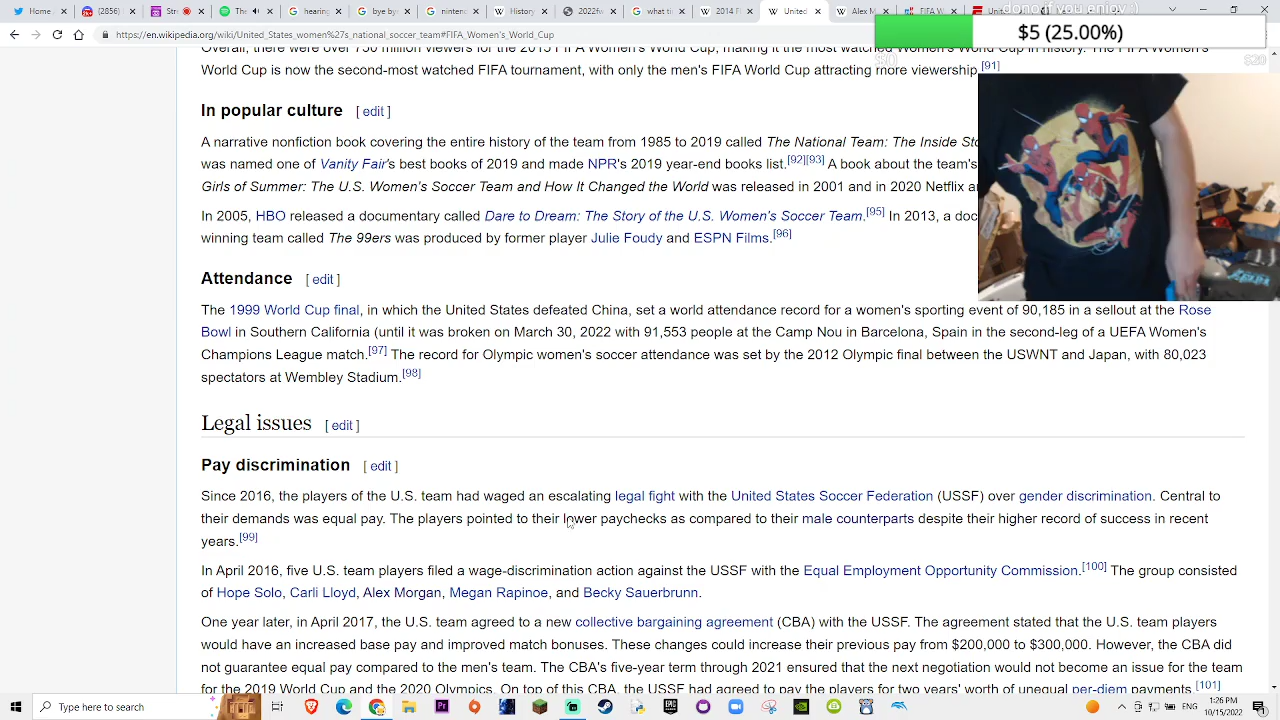 Home
(2856)
Str
The
hearing
bye by
nintend
History
2022fw
what ti
2014 F
United
Alex M
FIFA W
Unite
dono if you enjoy :)
https://en.wikipedia.org/wiki/United_States_women%27s_national_soccer_team#FIFA_Women's_World_Cup
$5 (25.00%)
$20
World Cup is now the second-most watched FIFA tournament, with only the men's FIFA World Cup attracting more viewership.[91]
In popular culture [ edit ]
A narrative nonfiction book covering the entire history of the team from 1985 to 2019 called The National Team: The Inside Sto
was named one of Vanity Fair's best books of 2019 and made NPR's 2019 year-end books list.[92][93] A book about the team's
Girls of Summer: The U.S. Women's Soccer Team and How It Changed the World was released in 2001 and in 2020 Netflix an
In 2005, HBO released a documentary called Dare to Dream: The Story of the U.S. Women's Soccer Team.[95] In 2013, a doc
winning team called The 99ers was produced by former player Julie Foudy and ESPN Films.[96]
Attendance [ edit ]
The 1999 World Cup final, in which the United States defeated China, set a world attendance record for a women's sporting event of 90,185 in a sellout at the Rose
Bowl in Southern California (until it was broken on March 30, 2022 with 91,553 people at the Camp Nou in Barcelona, Spain in the second-leg of a UEFA Women's
Champions League match.[97] The record for Olympic women's soccer attendance was set by the 2012 Olympic final between the USWNT and Japan, with 80,023
spectators at Wembley Stadium.[98]
Legal issues [ edit ]
Pay discrimination [ edit ]
Since 2016, the players of the U.S. team had waged an escalating legal fight with the United States Soccer Federation (USSF) over gender discrimination. Central to
their demands was equal pay. The players pointed to their lower paychecks as compared to their male counterparts despite their higher record of success in recent
years.[99]
In April 2016, five U.S. team players filed a wage-discrimination action against the USSF with the Equal Employment Opportunity Commission.[100] The group consisted
of Hope Solo, Carli Lloyd, Alex Morgan, Megan Rapinoe, and Becky Sauerbrunn.
One year later, in April 2017, the U.S. team agreed to a new collective bargaining agreement (CBA) with the USSF. The agreement stated that the U.S. team players
would have an increased base pay and improved match bonuses. These changes could increase their previous pay from $200,000 to $300,000. However, the CBA did
not guarantee equal pay compared to the men's team. The CBA's five-year term through 2021 ensured that the next negotiation would not become an issue for the team
for the 2019 World Cup and the 2020 Olympics. On top of this CBA, the USSF had agreed to pay the players for two years' worth of unequal per-diem payments.[101]
Type here to search
1:26 PM
10/15/2022